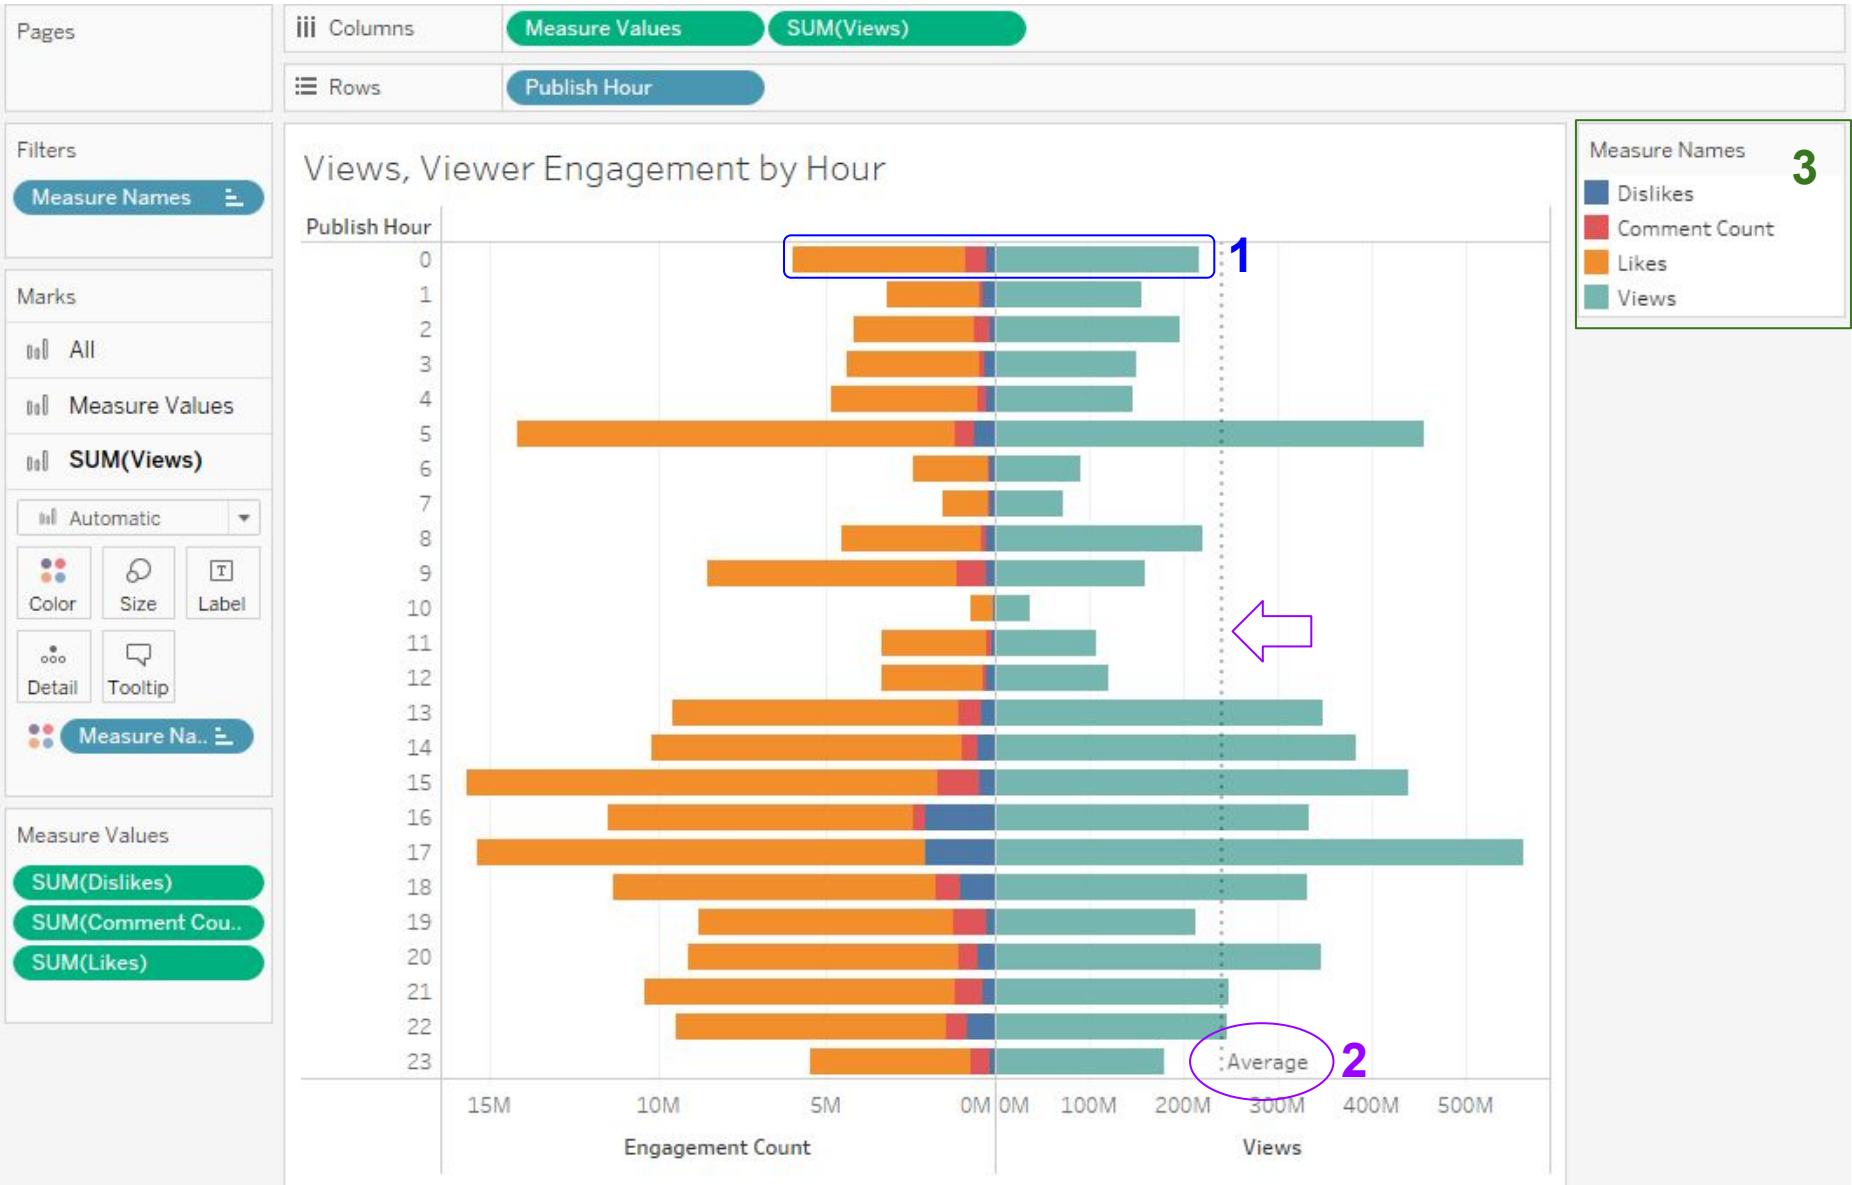 Pages
Columns
Measure Values
SUM(Views)
Rows
Publish Hour
Filters
Measure Names
Marks
All
Measure Values
SUM(Views)
Automatic
Color
Size
T
Label
Detail
Tooltip
Measure Na..
Measure Values
SUM(Dislikes)
SUM(Comment Cou..
SUM(Likes)
Views, Viewer Engagement by Hour
Publish Hour
0
1
1
2
3
4
5
6
7
8
9
10
11
12
13
14
15
16
17
18
19
20
21
22
23
Average
2
15M
10M
5M
0M
0M
100M
200M
300M
400M
500M
Engagement Count
Views
Measure Names
3
Dislikes
Comment Count
Likes
Views